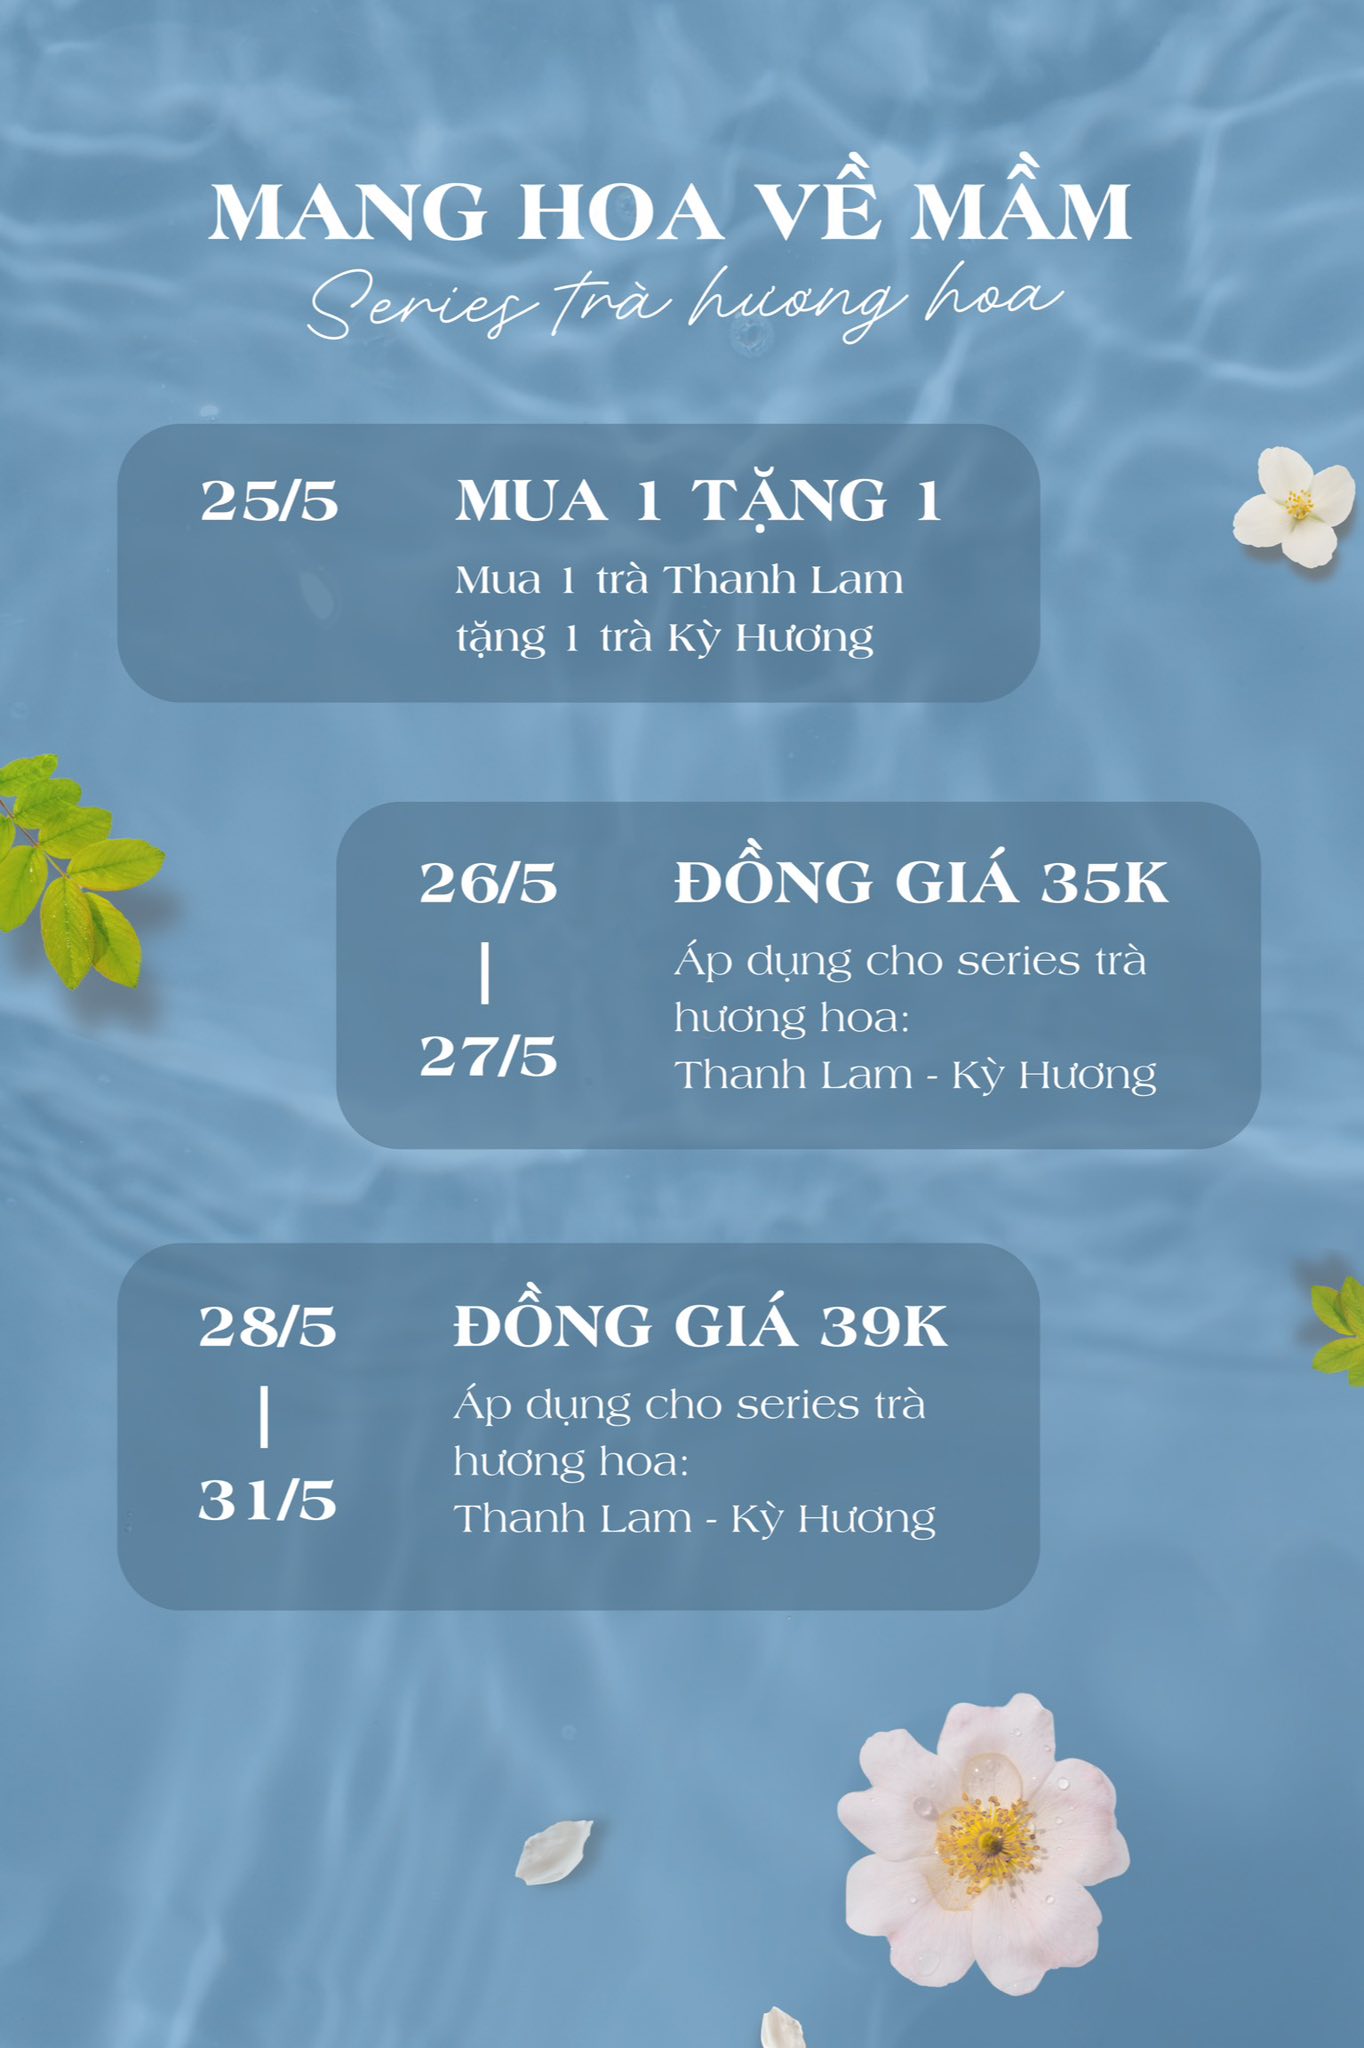 MANG HOA VỀ MẦM
Series trà hương hoa
25/5
MUA 1 TẶNG 1
Mua 1 trà Thanh Lam
tặng 1 trà Kỳ Hương
26/5
|
27/5
ĐỒNG GIÁ 35K
Áp dụng cho series trà
hương hoa:
Thanh Lam - Kỳ Hương
28/5
|
31/5
ĐỒNG GIÁ 39K
Áp dụng cho series trà
hương hoa:
Thanh Lam - Kỳ Hương